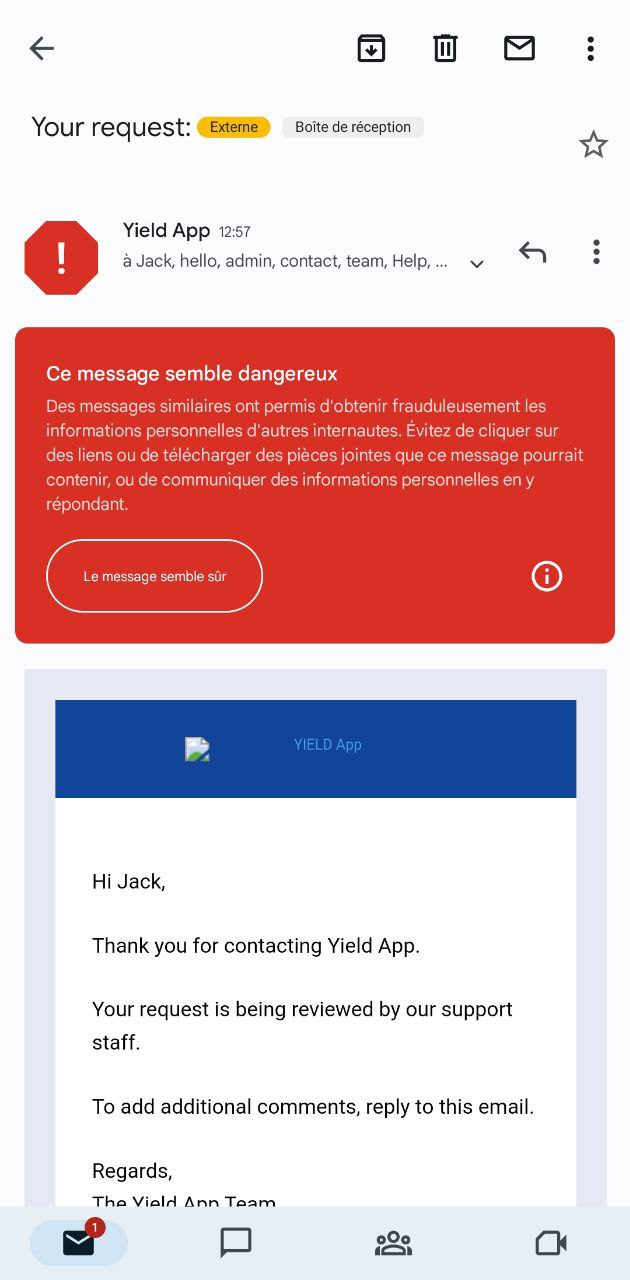 Your request: Externe Boîte de réception
Yield App 12:57
à Jack, hello, admin, contact, team, Help, ...
!
Ce message semble dangereux
Des messages similaires ont permis d'obtenir frauduleusement les
informations personnelles d'autres internautes. Évitez de cliquer sur
des liens ou de télécharger des pièces jointes que ce message pourrait
contenir, ou de communiquer des informations personnelles en y
répondant.
Le message semble sûr
YIELD App
Hi Jack,
Thank you for contacting Yield App.
Your request is being reviewed by our support
staff.
To add additional comments, reply to this email.
Regards,
The Yield App Team
1